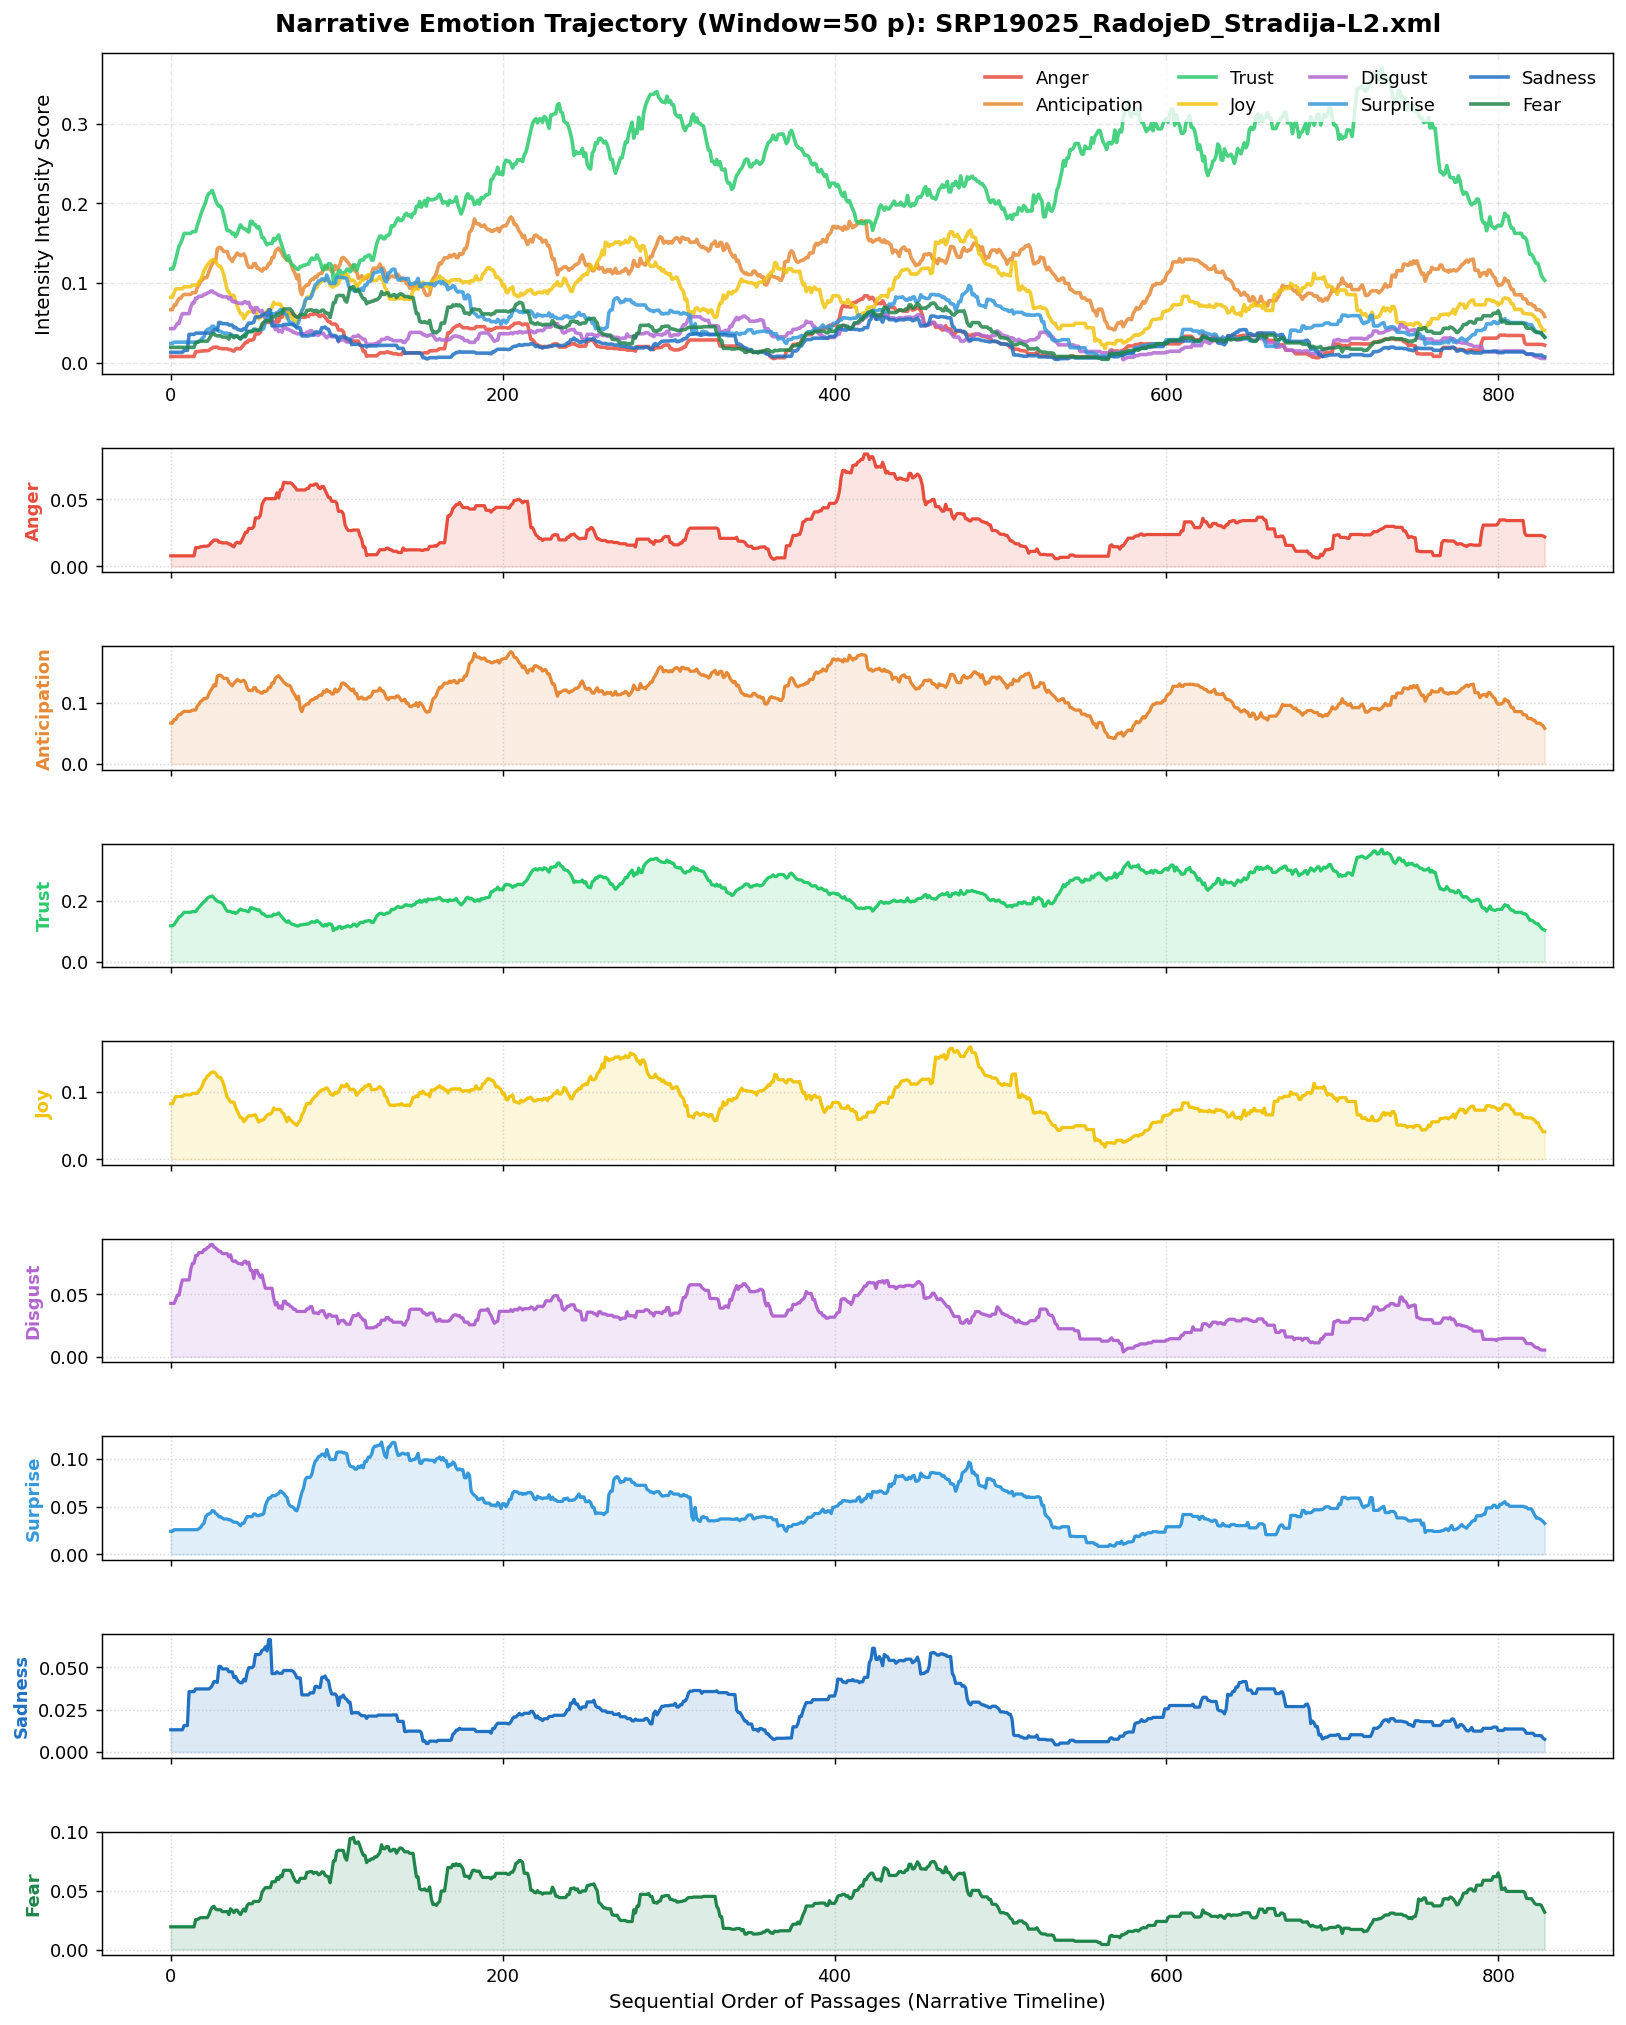 Narrative Emotion Trajectory (Window=50 p): SRP19025_RadojeD_Stradija-L2.xml
Intensity Intensity Score
0.3
0.2
0.1
0.0
Anger Trust Disgust Sadness
Anticipation Joy Surprise Fear
0 200 400 600 800
Anger
0.05
0.00
Anticipation
0.1
0.0
Trust
0.2
0.0
Joy
0.1
0.0
Disgust
0.05
0.00
Surprise
0.10
0.05
0.00
Sadness
0.050
0.025
0.000
Fear
0.10
0.05
0.00
0 200 400 600 800
Sequential Order of Passages (Narrative Timeline)